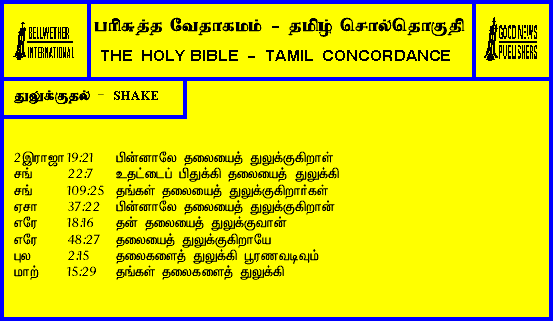 BELLWETHER
INTERNATIONAL
பரிசுத்த வேதாகமம் - தமிழ் சொல்தொகுதி
THE HOLY BIBLE - TAMIL CONCORDANCE
GOOD NEWS
PUBLISHERS
துலுக்குதல் - SHAKE
2இராஜா 19:21 பின்னாலே தலையைத் துலுக்குகிறாள்
சங் 22:7 உதட்டைப் பிதுக்கி தலையைத் துலுக்கி
சங் 109:25 தங்கள் தலையைத் துலுக்குகிறார்கள்
ஏசா 37:22 பின்னாலே தலையைத் துலுக்குகிறாள்
எரே 18:16 தன் தலையைத் துலுக்குவான்
எரே 48:27 தலையைத் துலுக்குகிறாயே
புல 2:15 தலைகளைத் துலுக்கி பூரணவடிவும்
மாற் 15:29 தங்கள் தலைகளைத் துலுக்கி